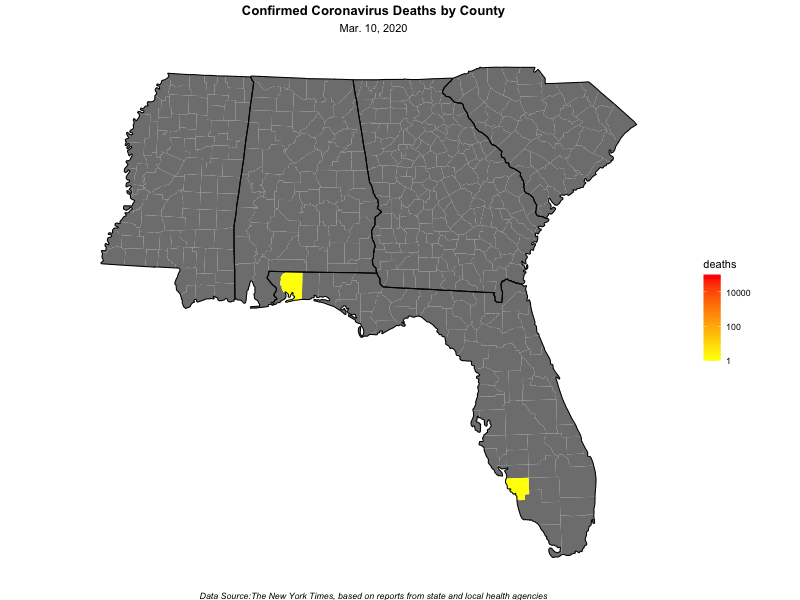 Confirmed Coronavirus Deaths by County
Mar. 10, 2020
deaths
10000
100
1
Data Source:The New York Times, based on reports from state and local health agencies